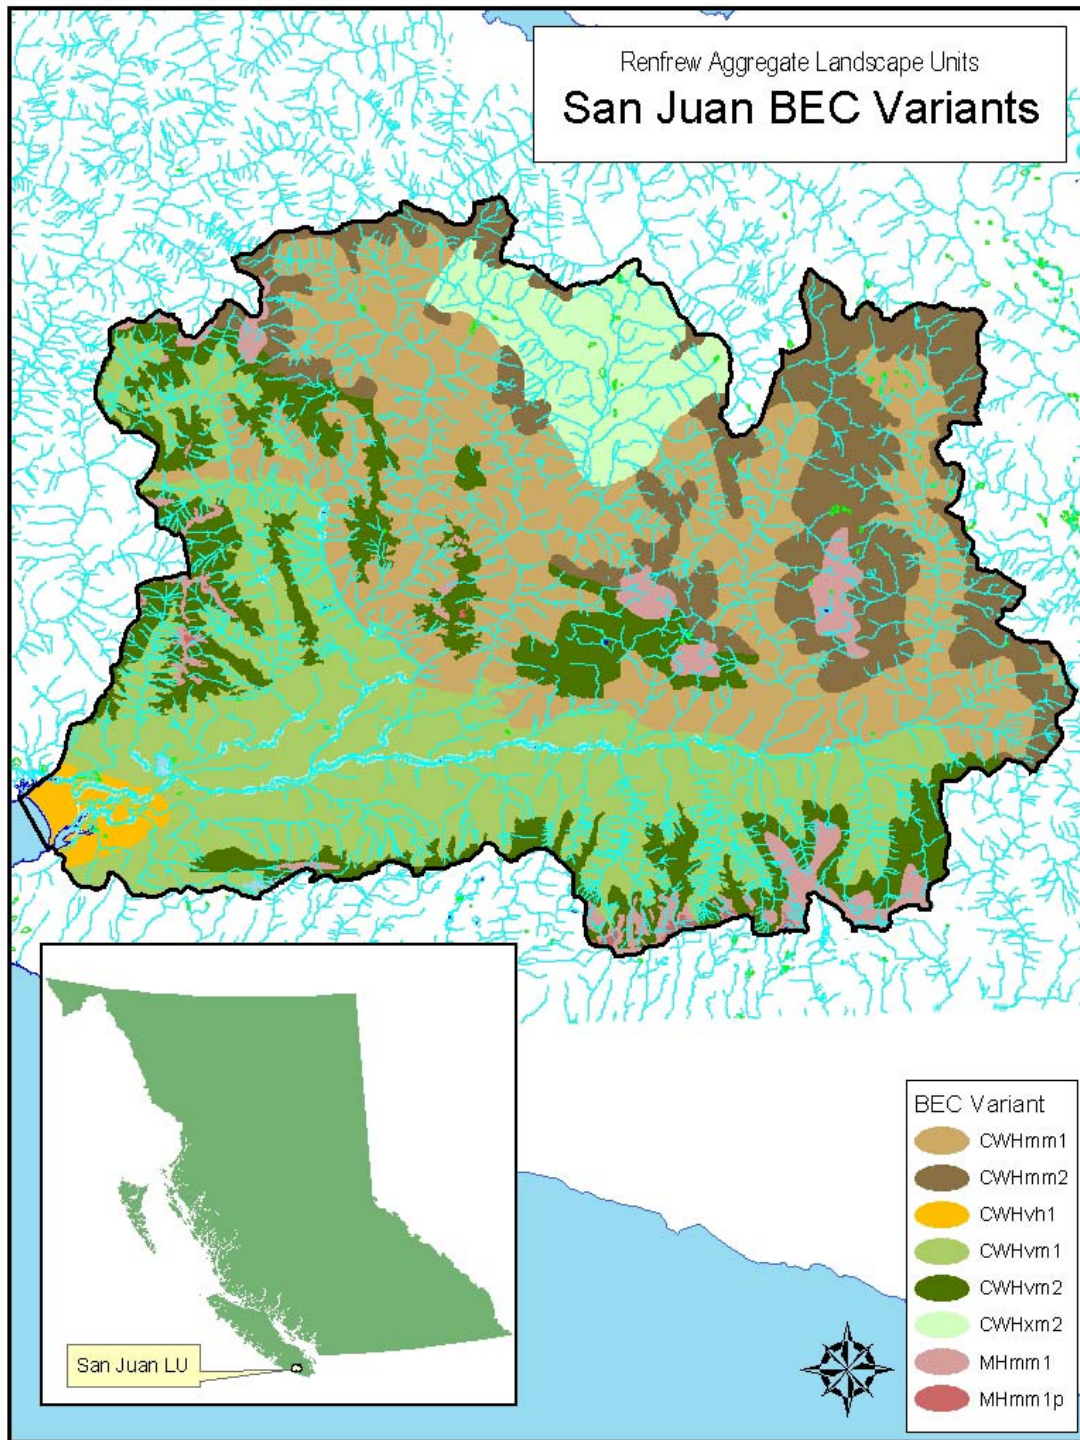 Renfrew Aggregate Landscape Units
San Juan BEC Variants
San Juan LU
BEC Variant
CWHmm1
CWHmm2
CWHvh1
CWHvm1
CWHvm2
CWHxm2
MHmm1
MHmm1p